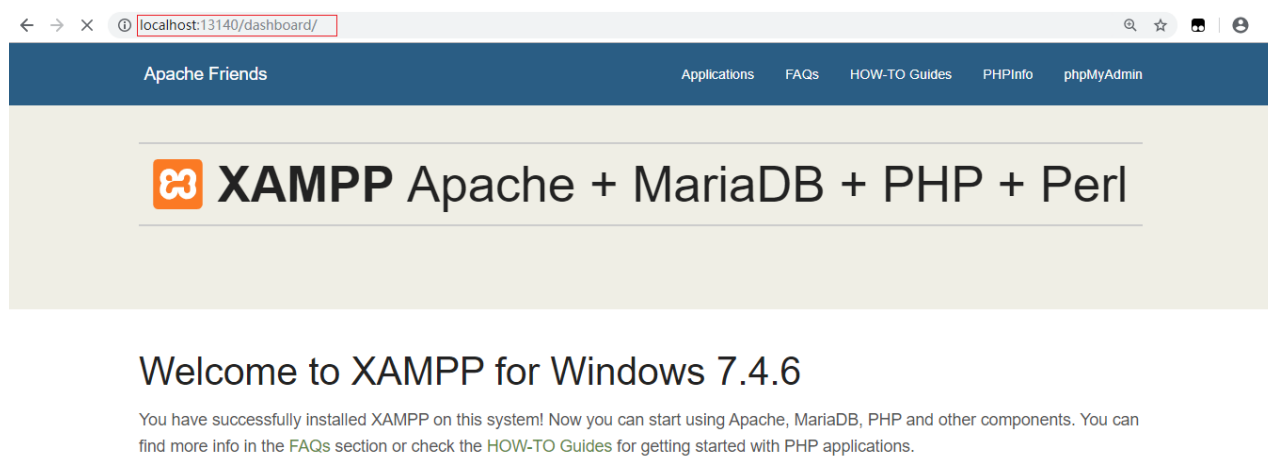 localhost:13140/dashboard/
Apache Friends Applications FAQs HOW-TO Guides PHPInfo phpMyAdmin
XAMPP Apache + MariaDB + PHP + Perl
Welcome to XAMPP for Windows 7.4.6
You have successfully installed XAMPP on this system! Now you can start using Apache, MariaDB, PHP and other components. You can
find more info in the FAQs section or check the HOW-TO Guides for getting started with PHP applications.